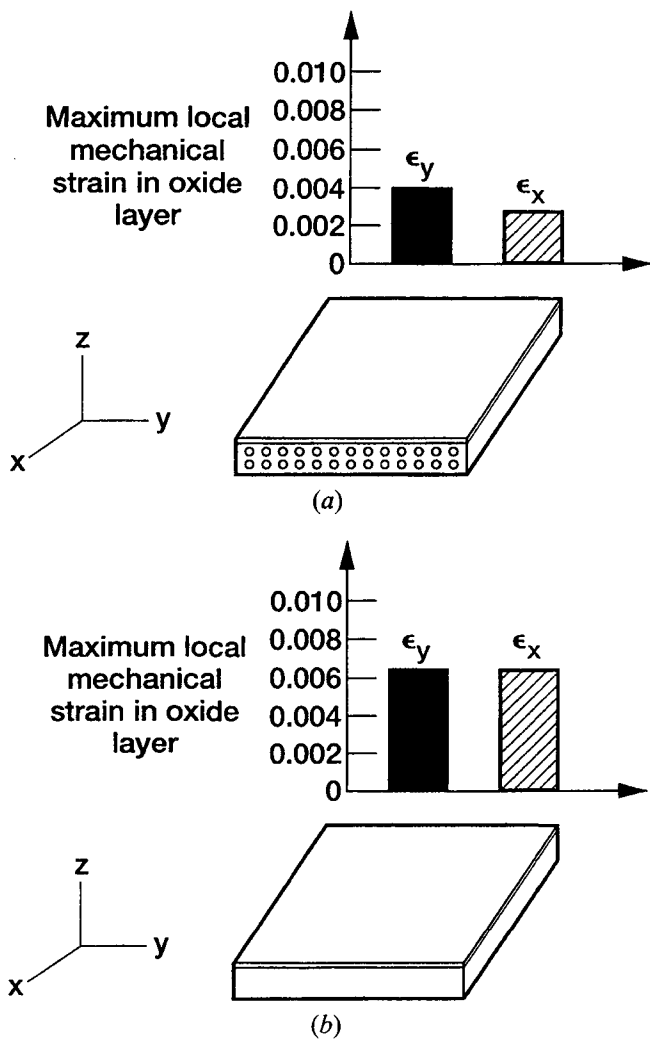 0.010
0.008
0.006
0.004
0.002
0
Maximum local
mechanical
strain in oxide
layer
ϵy
ϵx
z
y
x
(a)
0.010
0.008
0.006
0.004
0.002
0
Maximum local
mechanical
strain in oxide
layer
ϵy
ϵx
z
y
x
(b)